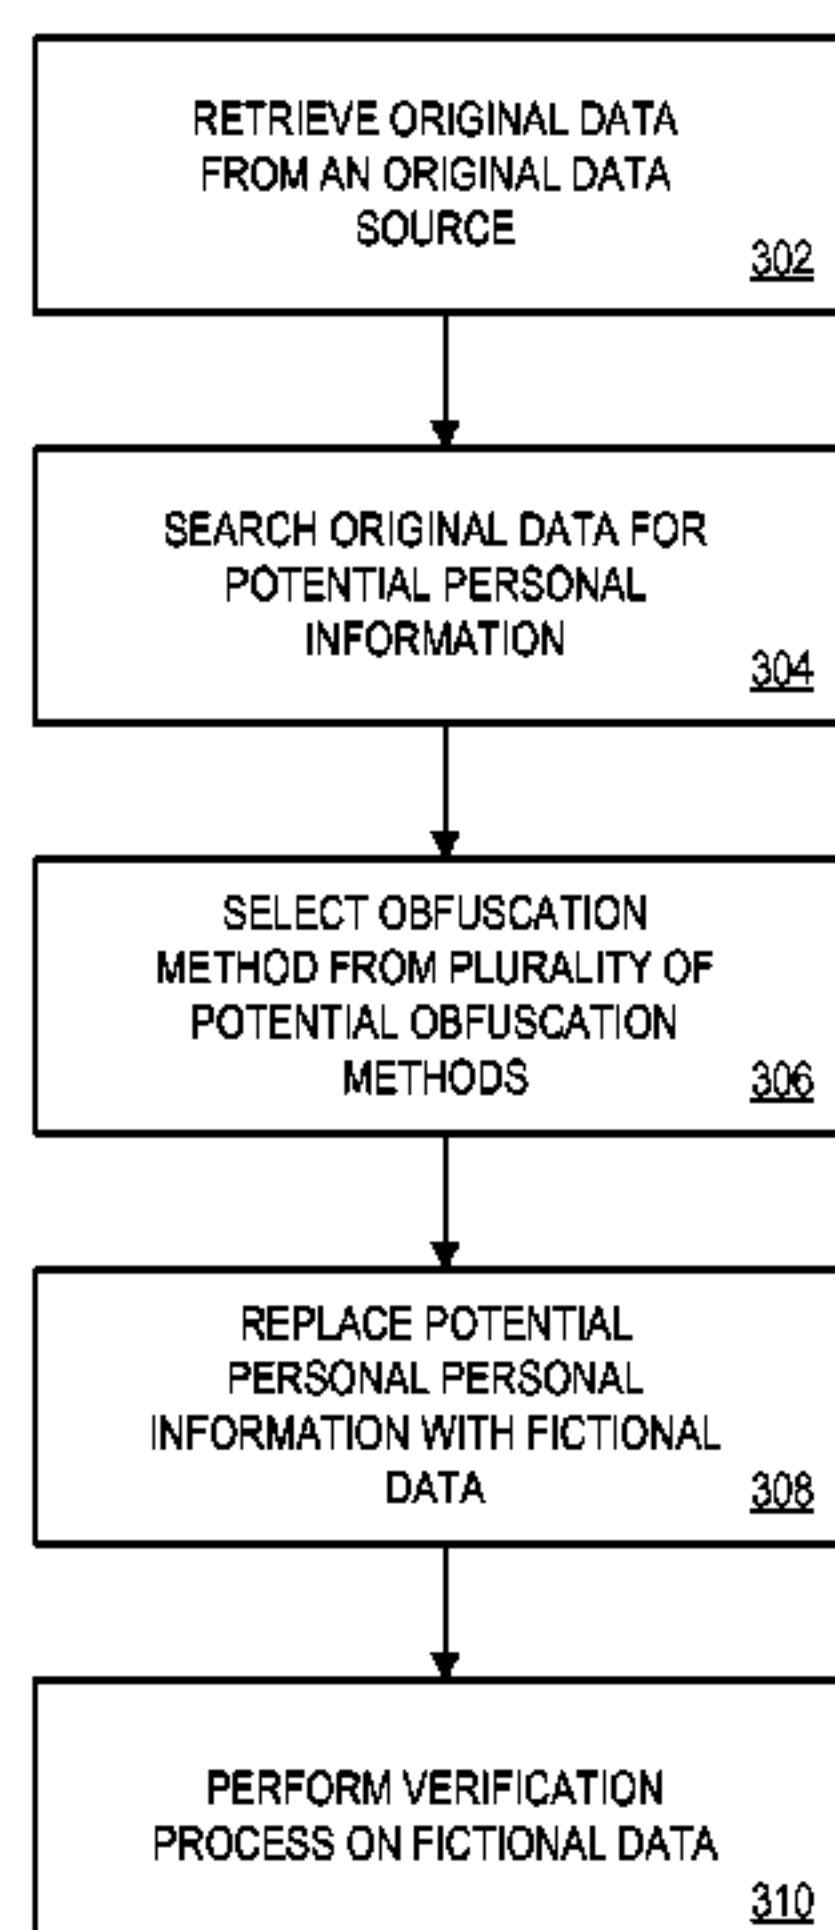 RETRIEVE ORIGINAL DATA
FROM AN ORIGINAL DATA
SOURCE
302
SEARCH ORIGINAL DATA FOR
POTENTIAL PERSONAL
INFORMATION
304
SELECT OBFUSCATION
METHOD FROM PLURALITY OF
POTENTIAL OBFUSCATION
METHODS
306
REPLACE POTENTIAL
PERSONAL PERSONAL
INFORMATION WITH FICTIONAL
DATA
308
PERFORM VERIFICATION
PROCESS ON FICTIONAL DATA
310